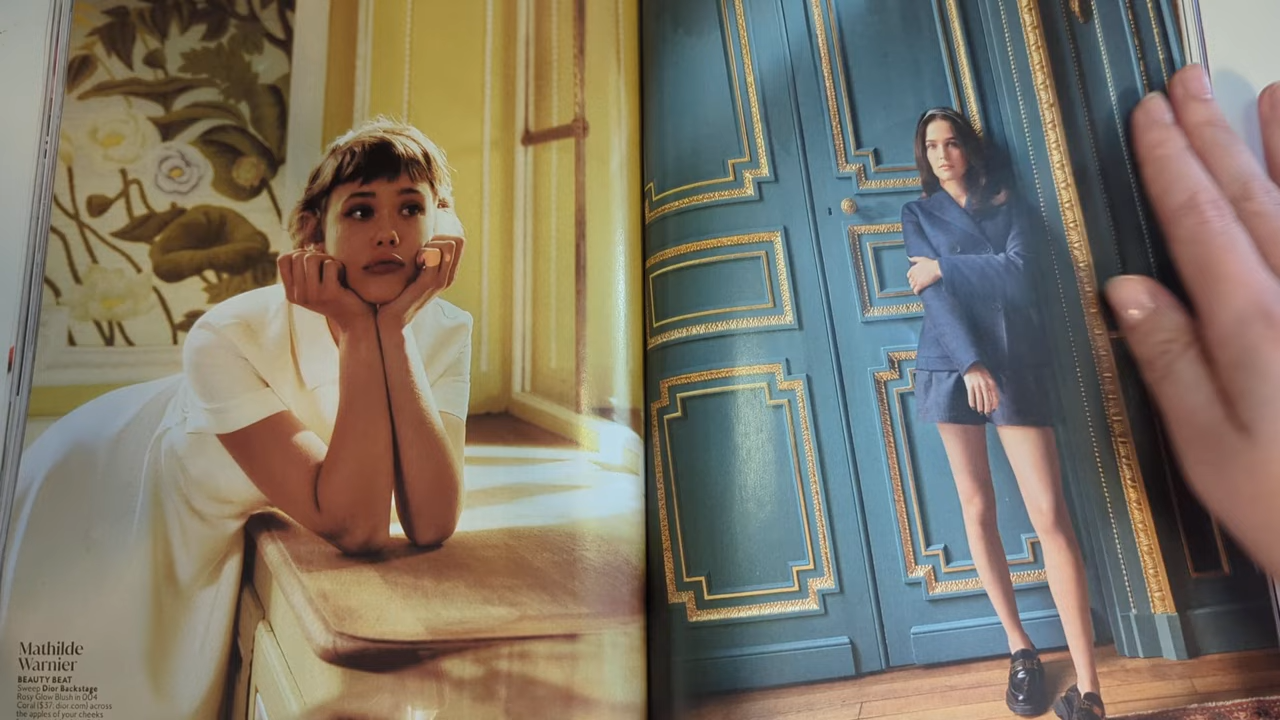 Mathilde
Warnier
BEAUTY BEAT
Sweep Dior Backstage
Rosy Glow Blush in 004
Coral ($37; dior.com) across
the apples of your cheeks